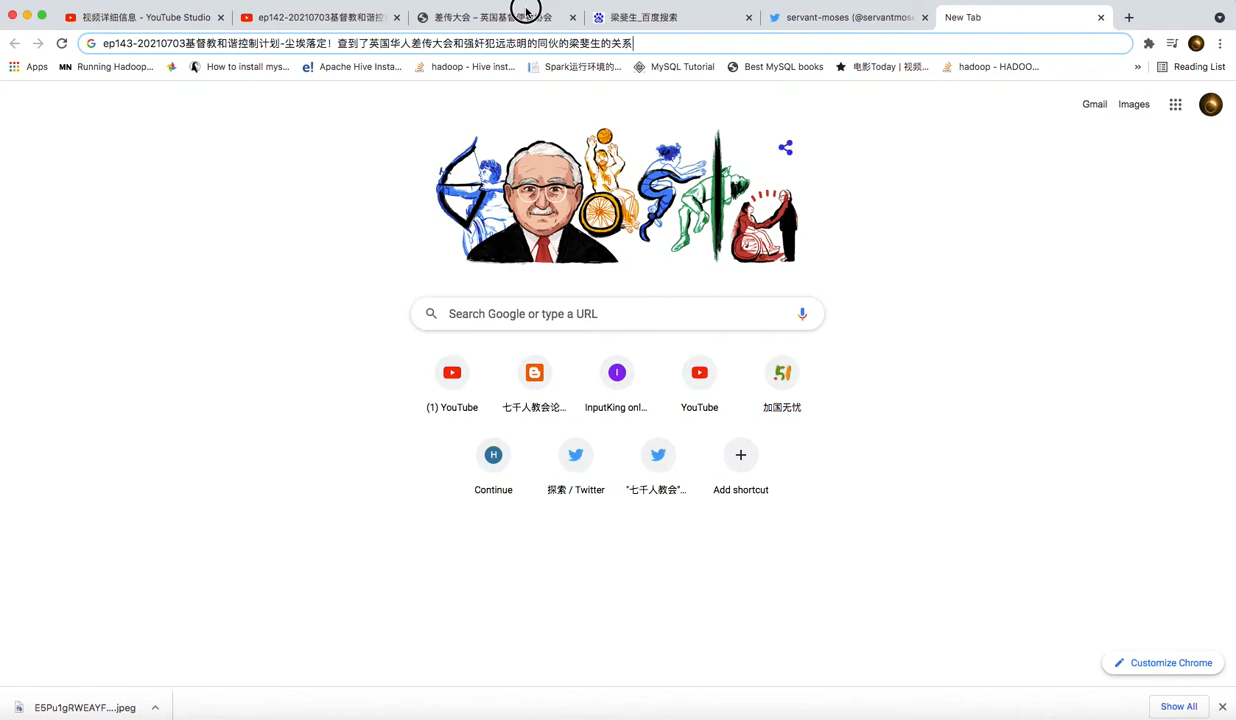 视频详细信息 - YouTube Studio
ep142-20210703基督教和谐控
差传大会 – 英国基督
梁斐生_百度搜索
servant-moses (@servantmos
New Tab
ep143-20210703基督教和谐控制计划-尘埃落定！查到了英国华人差传大会和强奸犯远志明的同伙的梁斐生的关系
Apps
Running Hadoop...
How to install mys...
Apache Hive Insta...
hadoop - Hive inst...
Spark运行环境的...
MySQL Tutorial
Best MySQL books
电影Today | 视频...
hadoop - HADOO...
»
Reading List
Gmail
Images
Search Google or type a URL
(1) YouTube
七千人教会论...
InputKing onl...
YouTube
加国无忧
Continue
探索 / Twitter
"七千人教会"...
Add shortcut
Customize Chrome
E5Pu1gRWEAYF....jpeg
Show All